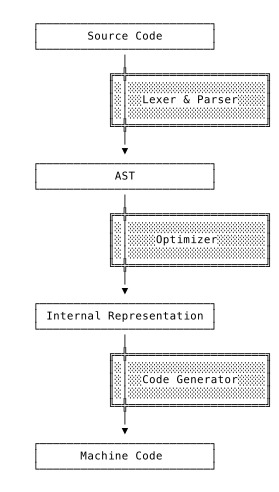 Source Code
Lexer & Parser
AST
Optimizer
Internal Representation
Code Generator
Machine Code